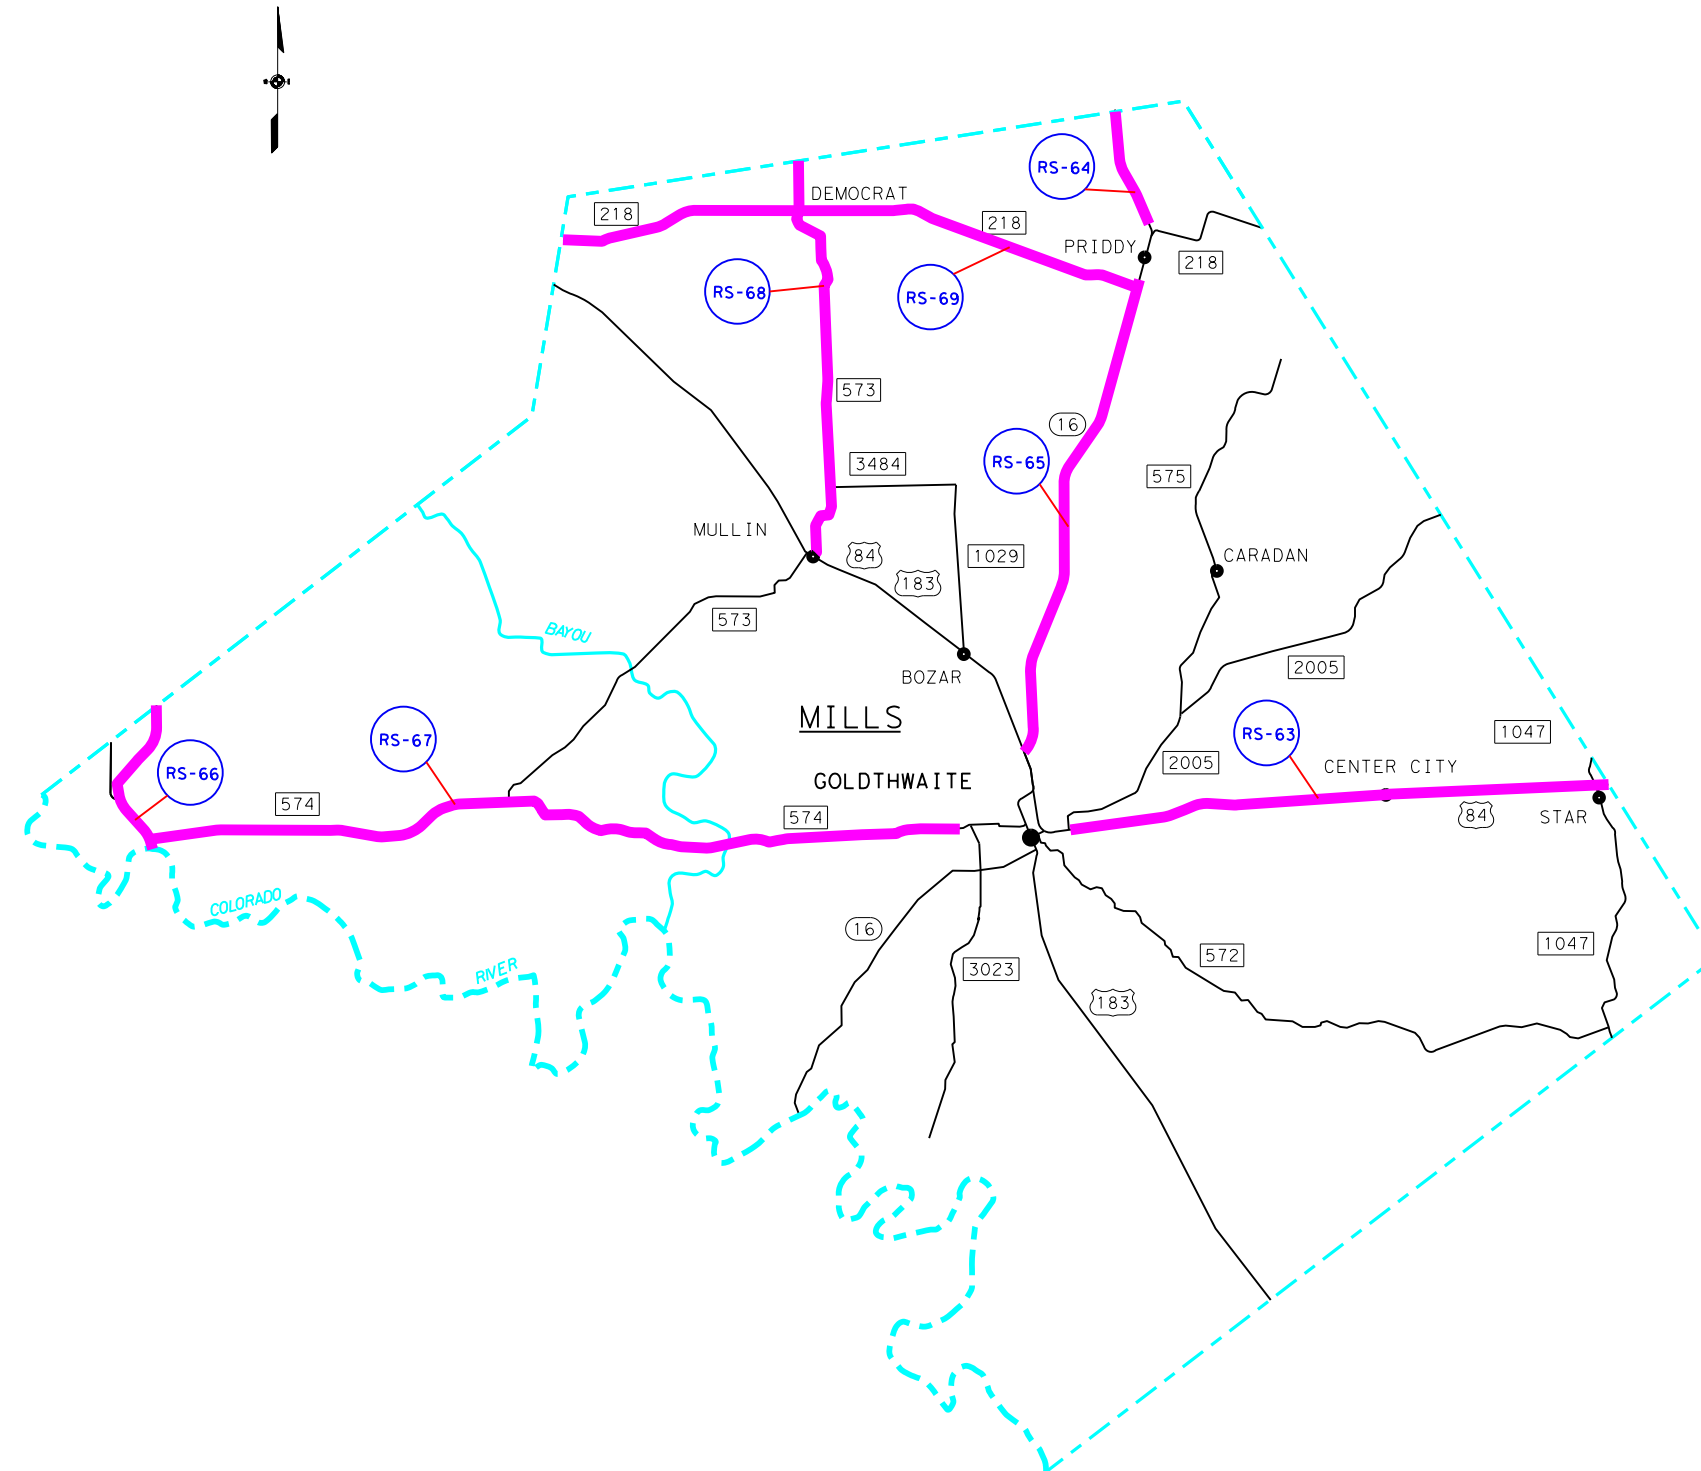 RS-64
DEMOCRAT
218
218
PRIDDY
218
RS-68
RS-69
573
16
RS-65
3484
575
MULLIN
84
1029
CARADAN
183
573
BAYOU
2005
BOZAR
MILLS
1047
RS-67
RS-63
2005
CENTER CITY
RS-66
GOLDTHWAITE
574
574
84
STAR
COLORADO
16
1047
572
RIVER
3023
183